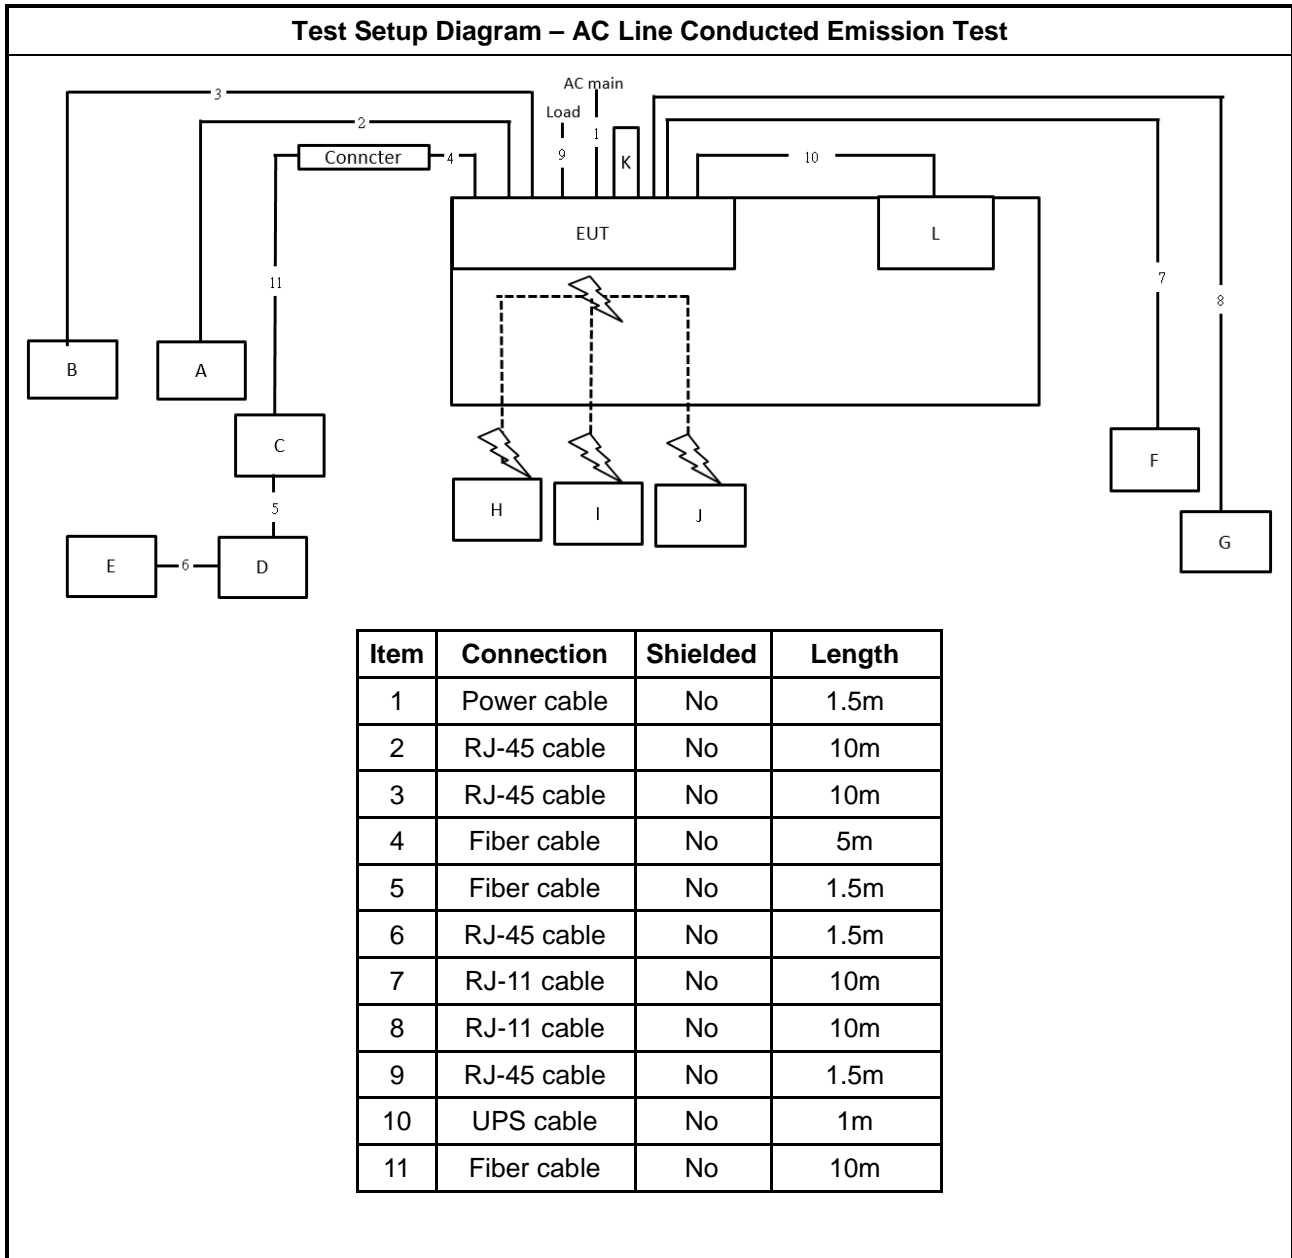 Test Setup Diagram – AC Line Conducted Emission Test
AC main
3
Load
2
1
Conncter
4
9
K
10
EUT
L
11
7
8
B
A
C
F
H
I
J
5
G
E
6
D
Item Connection Shielded Length
1 Power cable No 1.5m
2 RJ-45 cable No 10m
3 RJ-45 cable No 10m
4 Fiber cable No 5m
5 Fiber cable No 1.5m
6 RJ-45 cable No 1.5m
7 RJ-11 cable No 10m
8 RJ-11 cable No 10m
9 RJ-45 cable No 1.5m
10 UPS cable No 1m
11 Fiber cable No 10m